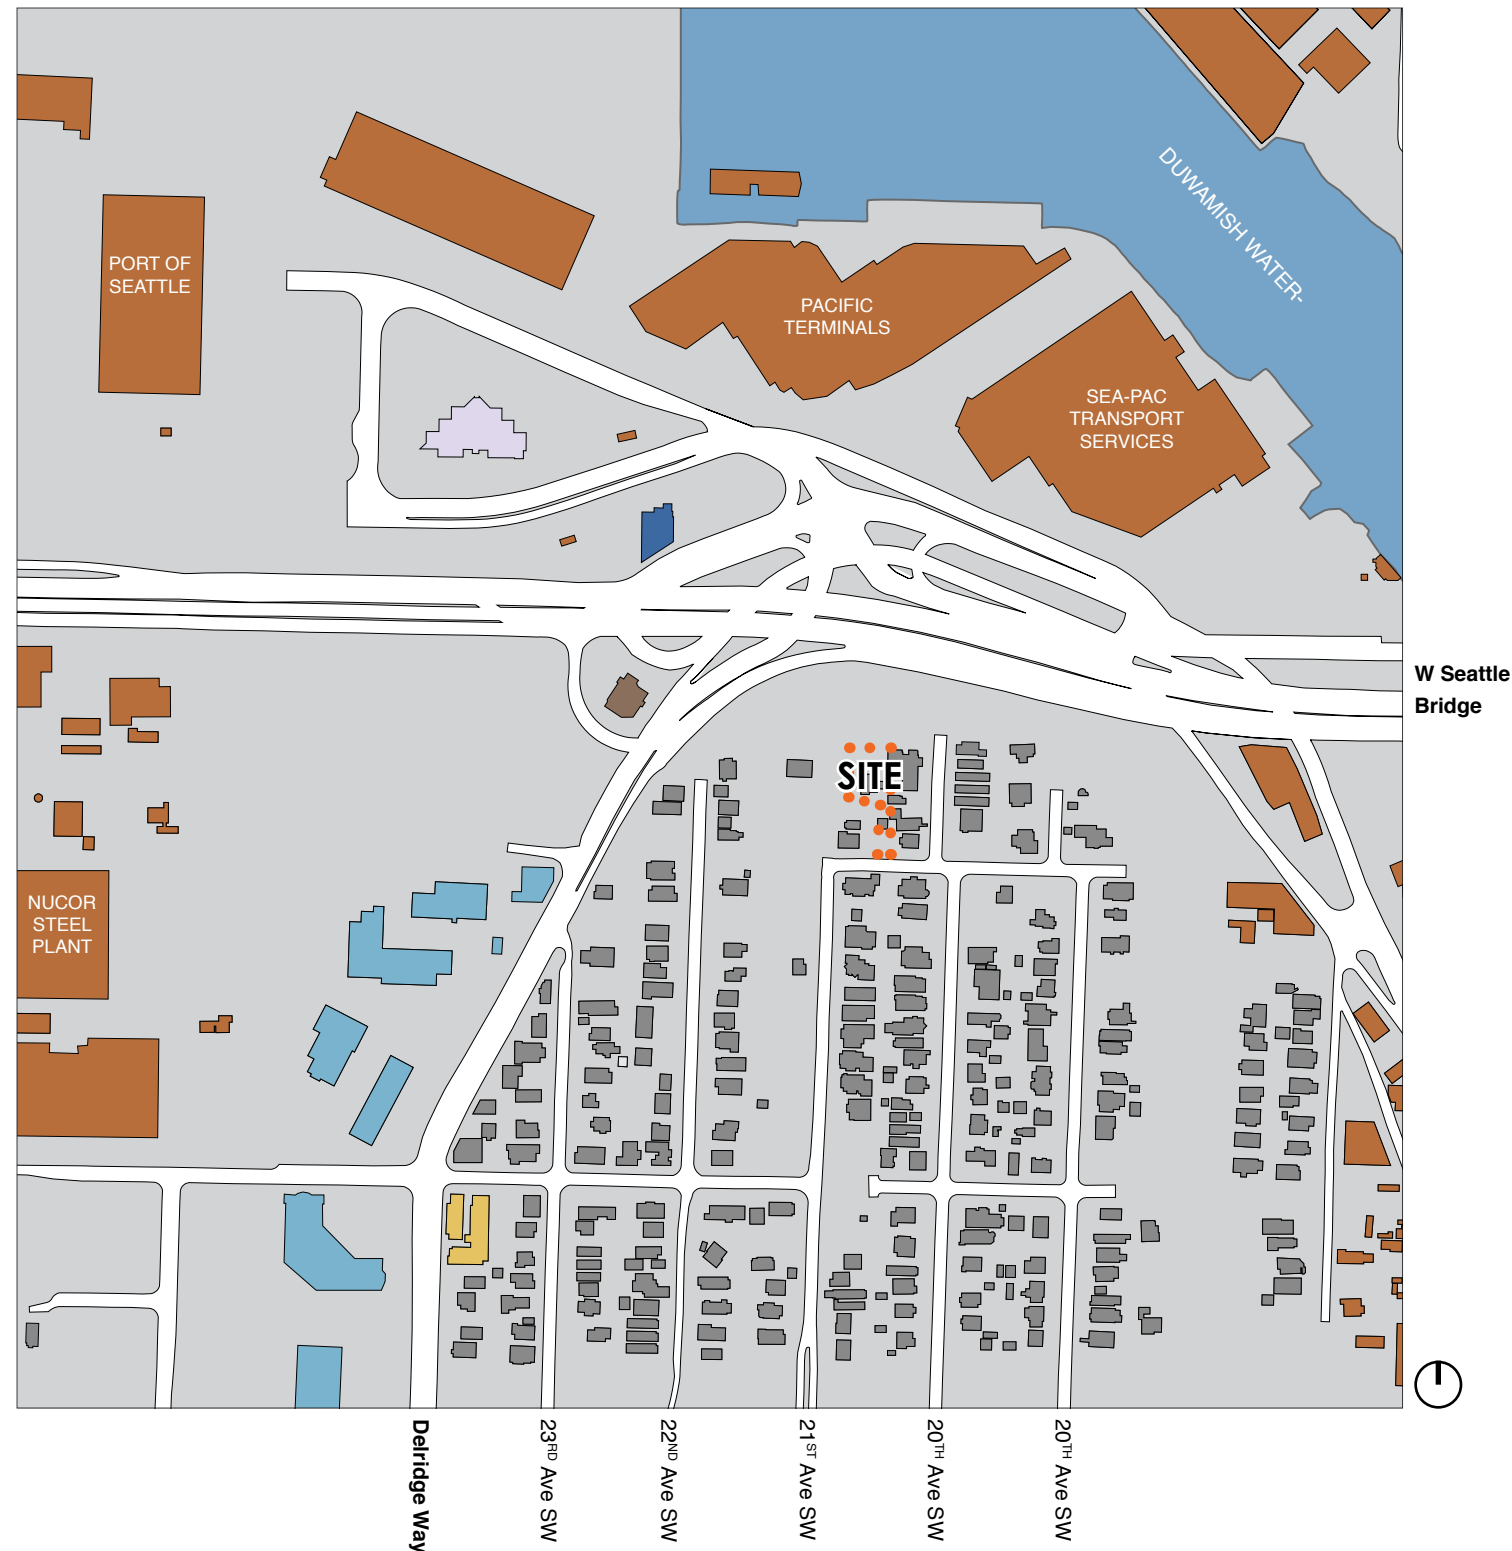 DUWAMISH WATER-
PORT OF
SEATTLE
PACIFIC
TERMINALS
SEA-PAC
TRANSPORT
SERVICES
W Seattle
Bridge
SITE
NUCOR
STEEL
PLANT
Delridge Way
23RD Ave SW
22ND Ave SW
21ST Ave SW
20TH Ave SW
20TH Ave SW